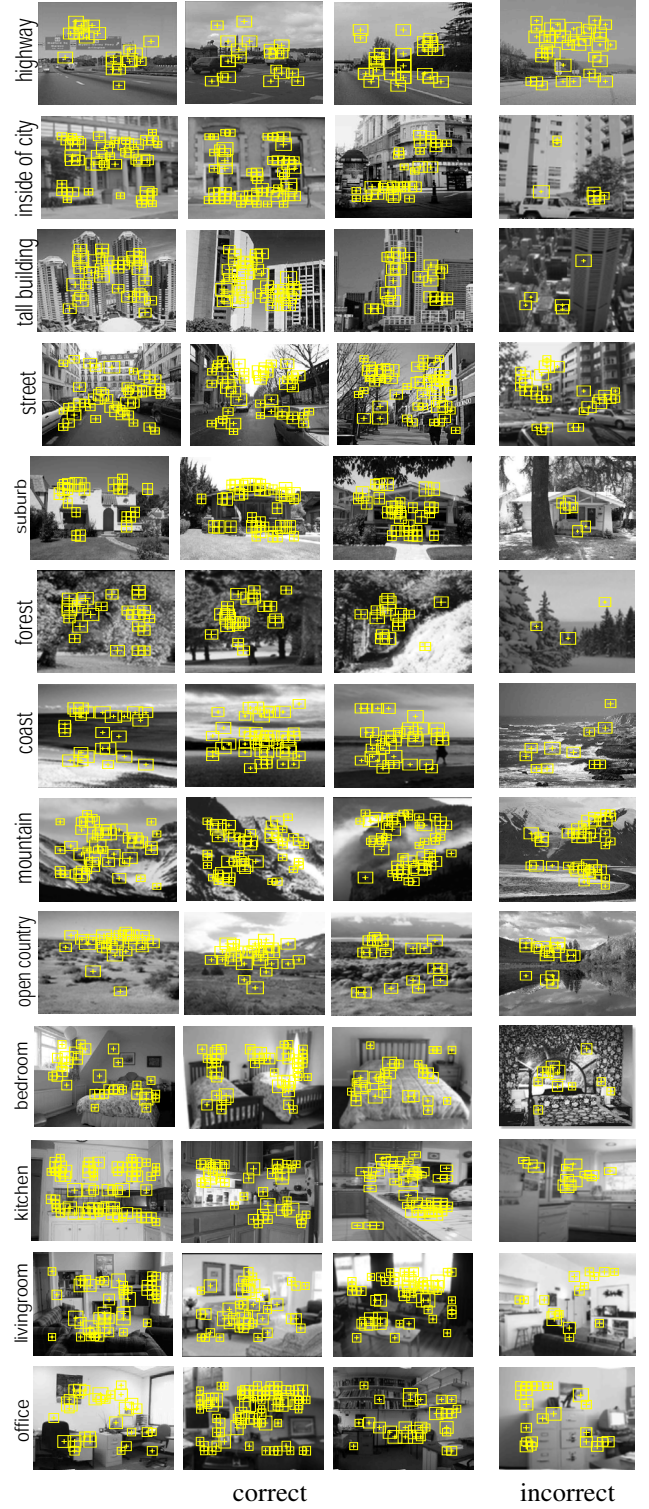 highway
inside of city
tall building
street
suburb
forest
coast
mountain
open country
bedroom
kitchen
livingroom
office
correct
incorrect